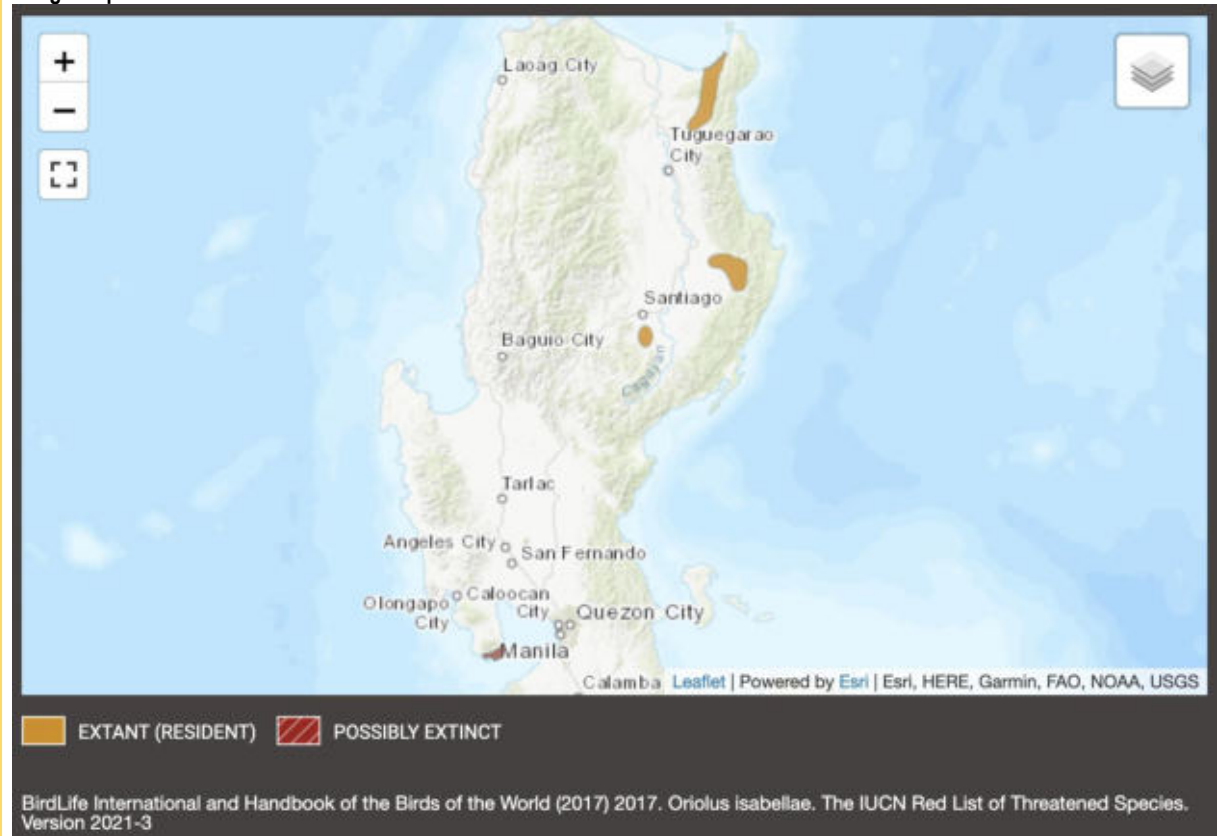 +
Laoag City
−
Tuguegarao
City
Santiago
Baguio City
Cagayan
Tarlac
Angeles City
San Fernando
Caloocan
City
Olongapo
City
Quezon City
Manila
Calamba
Leaflet | Powered by Esri | Esri, HERE, Garmin, FAO, NOAA, USGS
EXTANT (RESIDENT) POSSIBLY EXTINCT
BirdLife International and Handbook of the Birds of the World (2017) 2017. Oriolus isabellae. The IUCN Red List of Threatened Species.
Version 2021-3